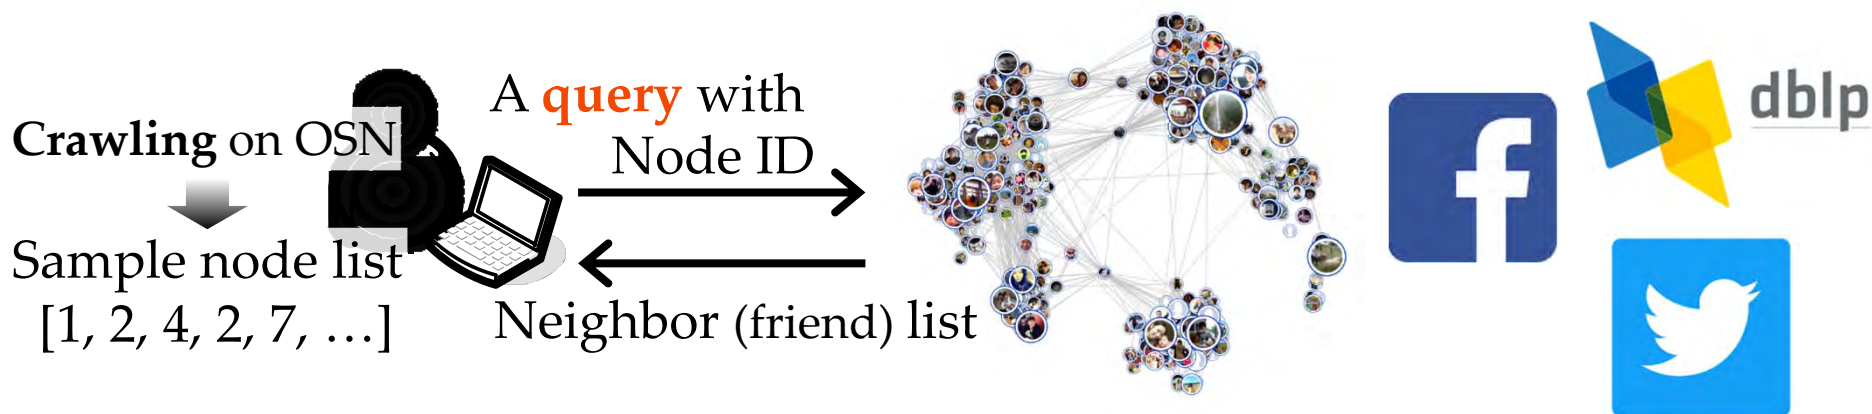 Crawling on OSN
Sample node list
[1, 2, 4, 2, 7, …]
A query with
Node ID
Neighbor (friend) list
f
dblp